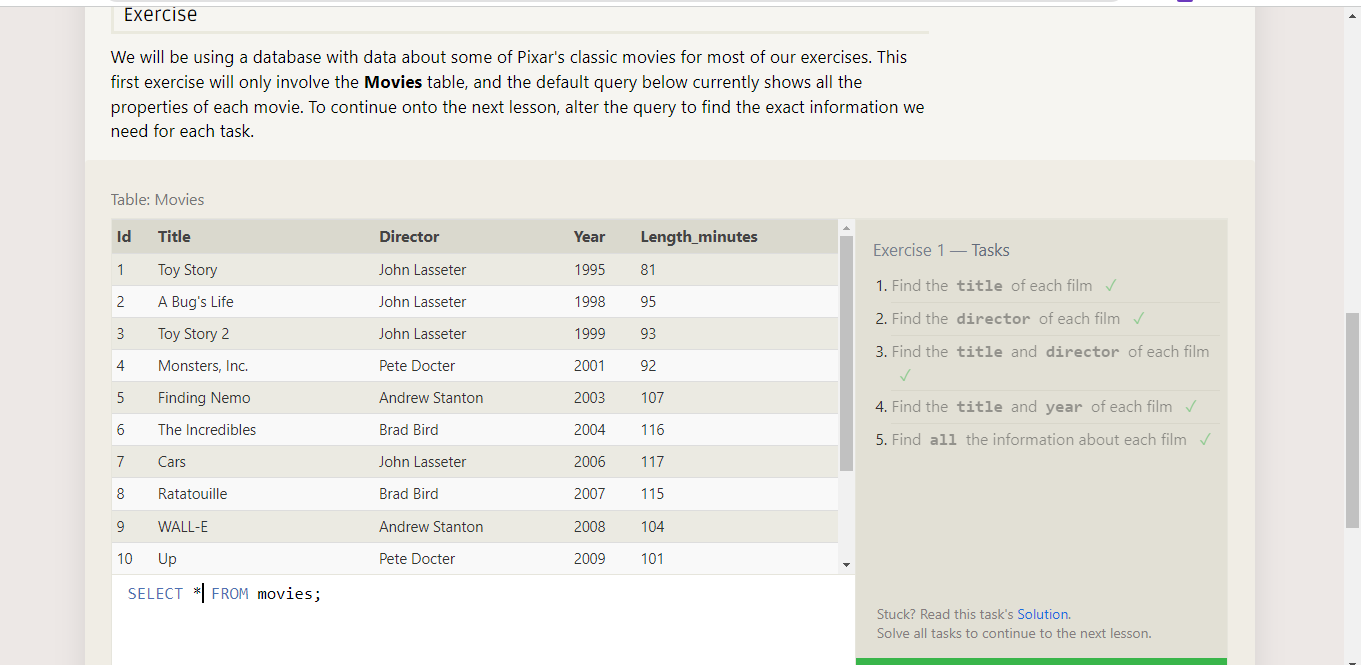 Exercise
We will be using a database with data about some of Pixar's classic movies for most of our exercises. This
first exercise will only involve the Movies table, and the default query below currently shows all the
properties of each movie. To continue onto the next lesson, alter the query to find the exact information we
need for each task.
Table: Movies
Id Title Director Year Length_minutes
1 Toy Story John Lasseter 1995 81
2 A Bug's Life John Lasseter 1998 95
3 Toy Story 2 John Lasseter 1999 93
4 Monsters, Inc. Pete Docter 2001 92
5 Finding Nemo Andrew Stanton 2003 107
6 The Incredibles Brad Bird 2004 116
7 Cars John Lasseter 2006 117
8 Ratatouille Brad Bird 2007 115
9 WALL-E Andrew Stanton 2008 104
10 Up Pete Docter 2009 101
SELECT * FROM movies;
Exercise 1 — Tasks
1. Find the title of each film ✓
2. Find the director of each film ✓
3. Find the title and director of each film
✓
4. Find the title and year of each film ✓
5. Find all the information about each film ✓
Stuck? Read this task's Solution.
Solve all tasks to continue to the next lesson.